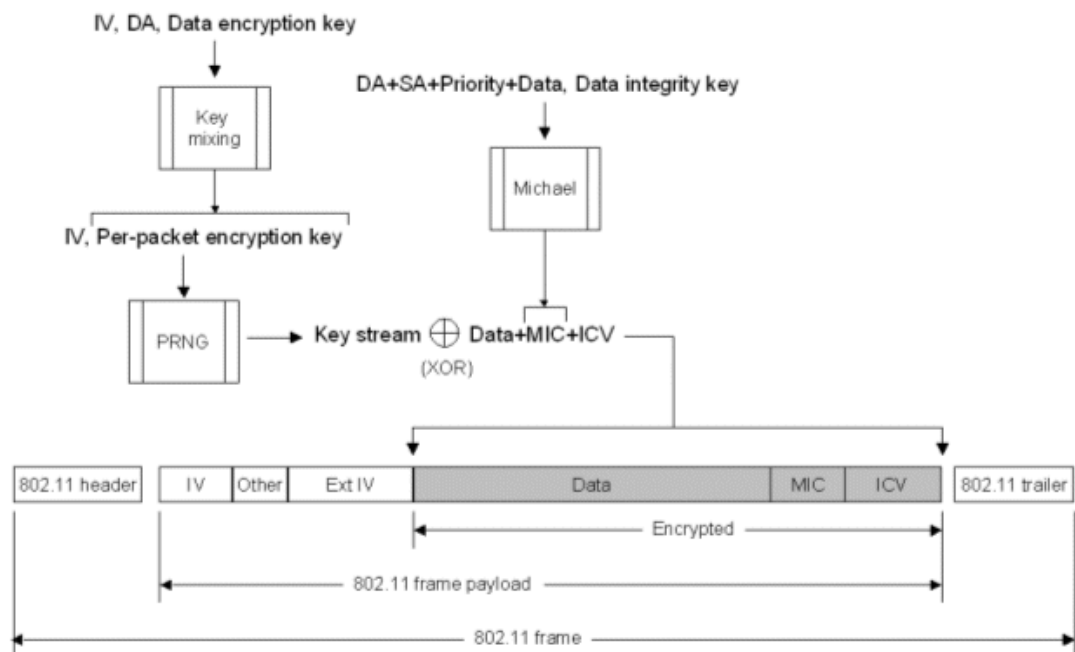 IV, DA, Data encryption key
DA+SA+Priority+Data, Data integrity key
Key
mixing
Michael
IV, Per-packet encryption key
PRNG
Key stream ⊕ Data+MIC+ICV
(XOR)
802.11 header IV Other Ext IV Data MIC ICV 802.11 trailer
Encrypted
802.11 frame payload
802.11 frame